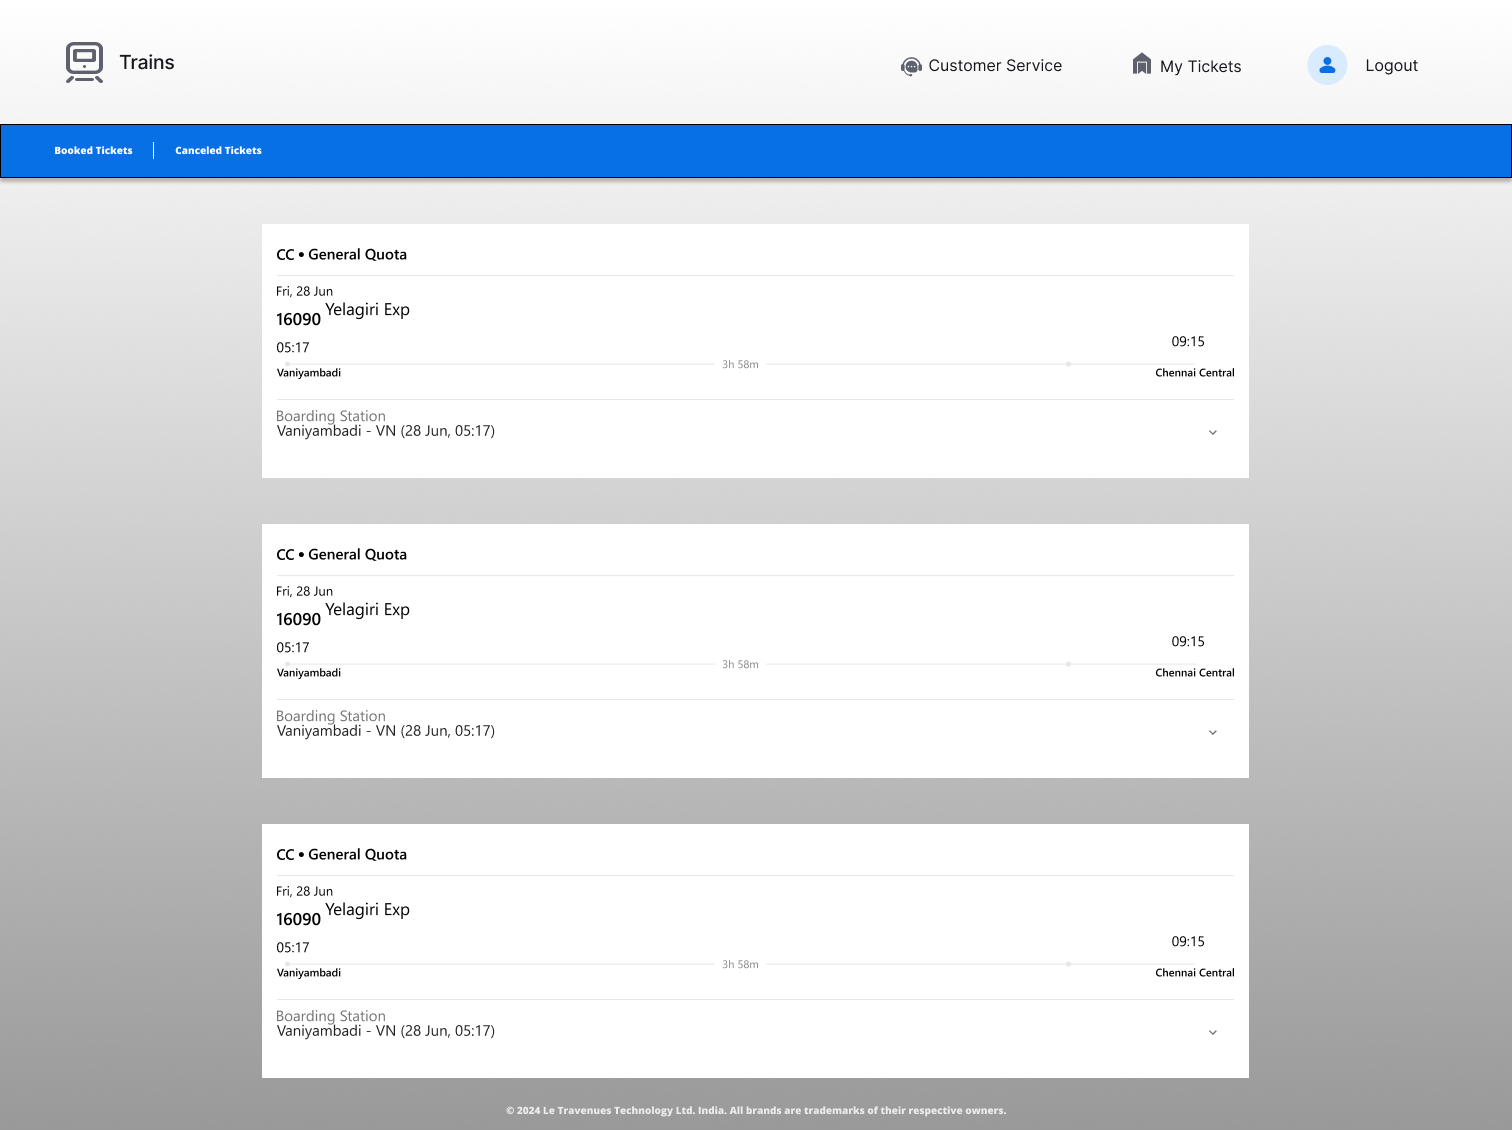 Trains
Customer Service
My Tickets
Logout
Booked Tickets
Canceled Tickets
CC • General Quota
Fri, 28 Jun
16090 Yelagiri Exp
05:17
09:15
3h 58m
Vaniyambadi
Chennai Central
Boarding Station
Vaniyambadi - VN (28 Jun, 05:17)
CC • General Quota
Fri, 28 Jun
16090 Yelagiri Exp
05:17
09:15
3h 58m
Vaniyambadi
Chennai Central
Boarding Station
Vaniyambadi - VN (28 Jun, 05:17)
CC • General Quota
Fri, 28 Jun
16090 Yelagiri Exp
05:17
09:15
3h 58m
Vaniyambadi
Chennai Central
Boarding Station
Vaniyambadi - VN (28 Jun, 05:17)
© 2024 Le Travenues Technology Ltd. India. All brands are trademarks of their respective owners.